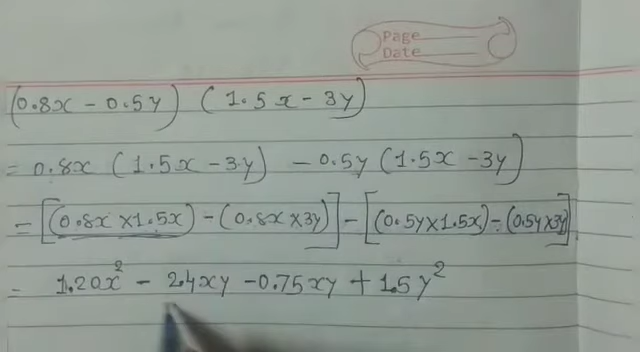 Page
Date
(0.8x - 0.5y) (1.5x - 3y)
= 0.8x (1.5x - 3y) - 0.5y (1.5x - 3y)
= [(0.8x × 1.5x) - (0.8x × 3y)] - [(0.5y × 1.5x) - (0.5y × 3y)]
= 1.20x² - 2.4xy - 0.75xy + 1.5y²